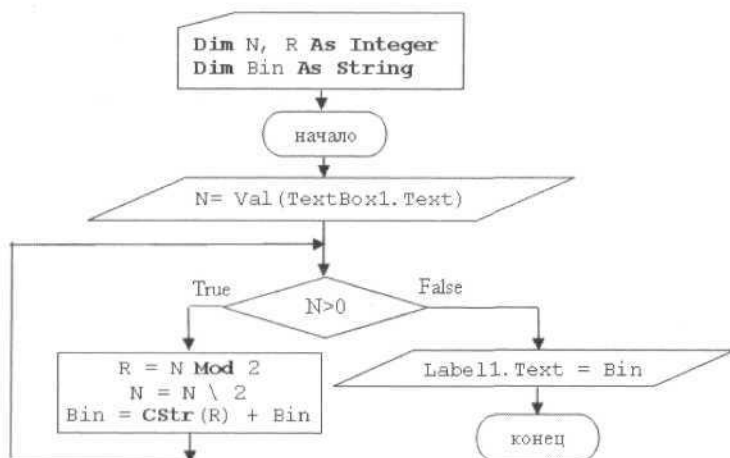 Dim N, R As Integer
Dim Bin As String
начало
N= Val(TextBox1.Text)
True
False
N>0
R = N Mod 2
N = N \ 2
Bin = CStr(R) + Bin
Label1.Text = Bin
конец